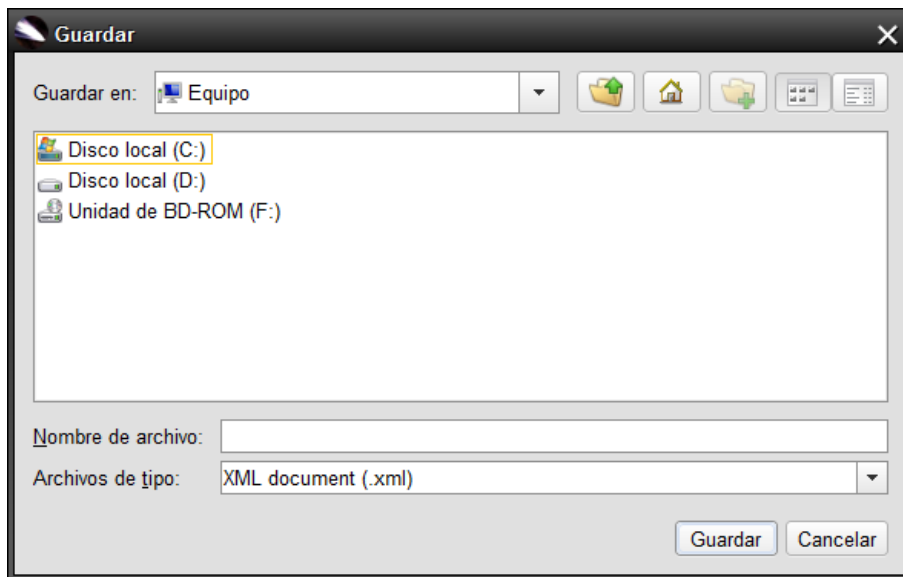 Guardar
Guardar en: Equipo
Disco local (C:)
Disco local (D:)
Unidad de BD-ROM (F:)
Nombre de archivo:
Archivos de tipo: XML document (.xml)
Guardar Cancelar